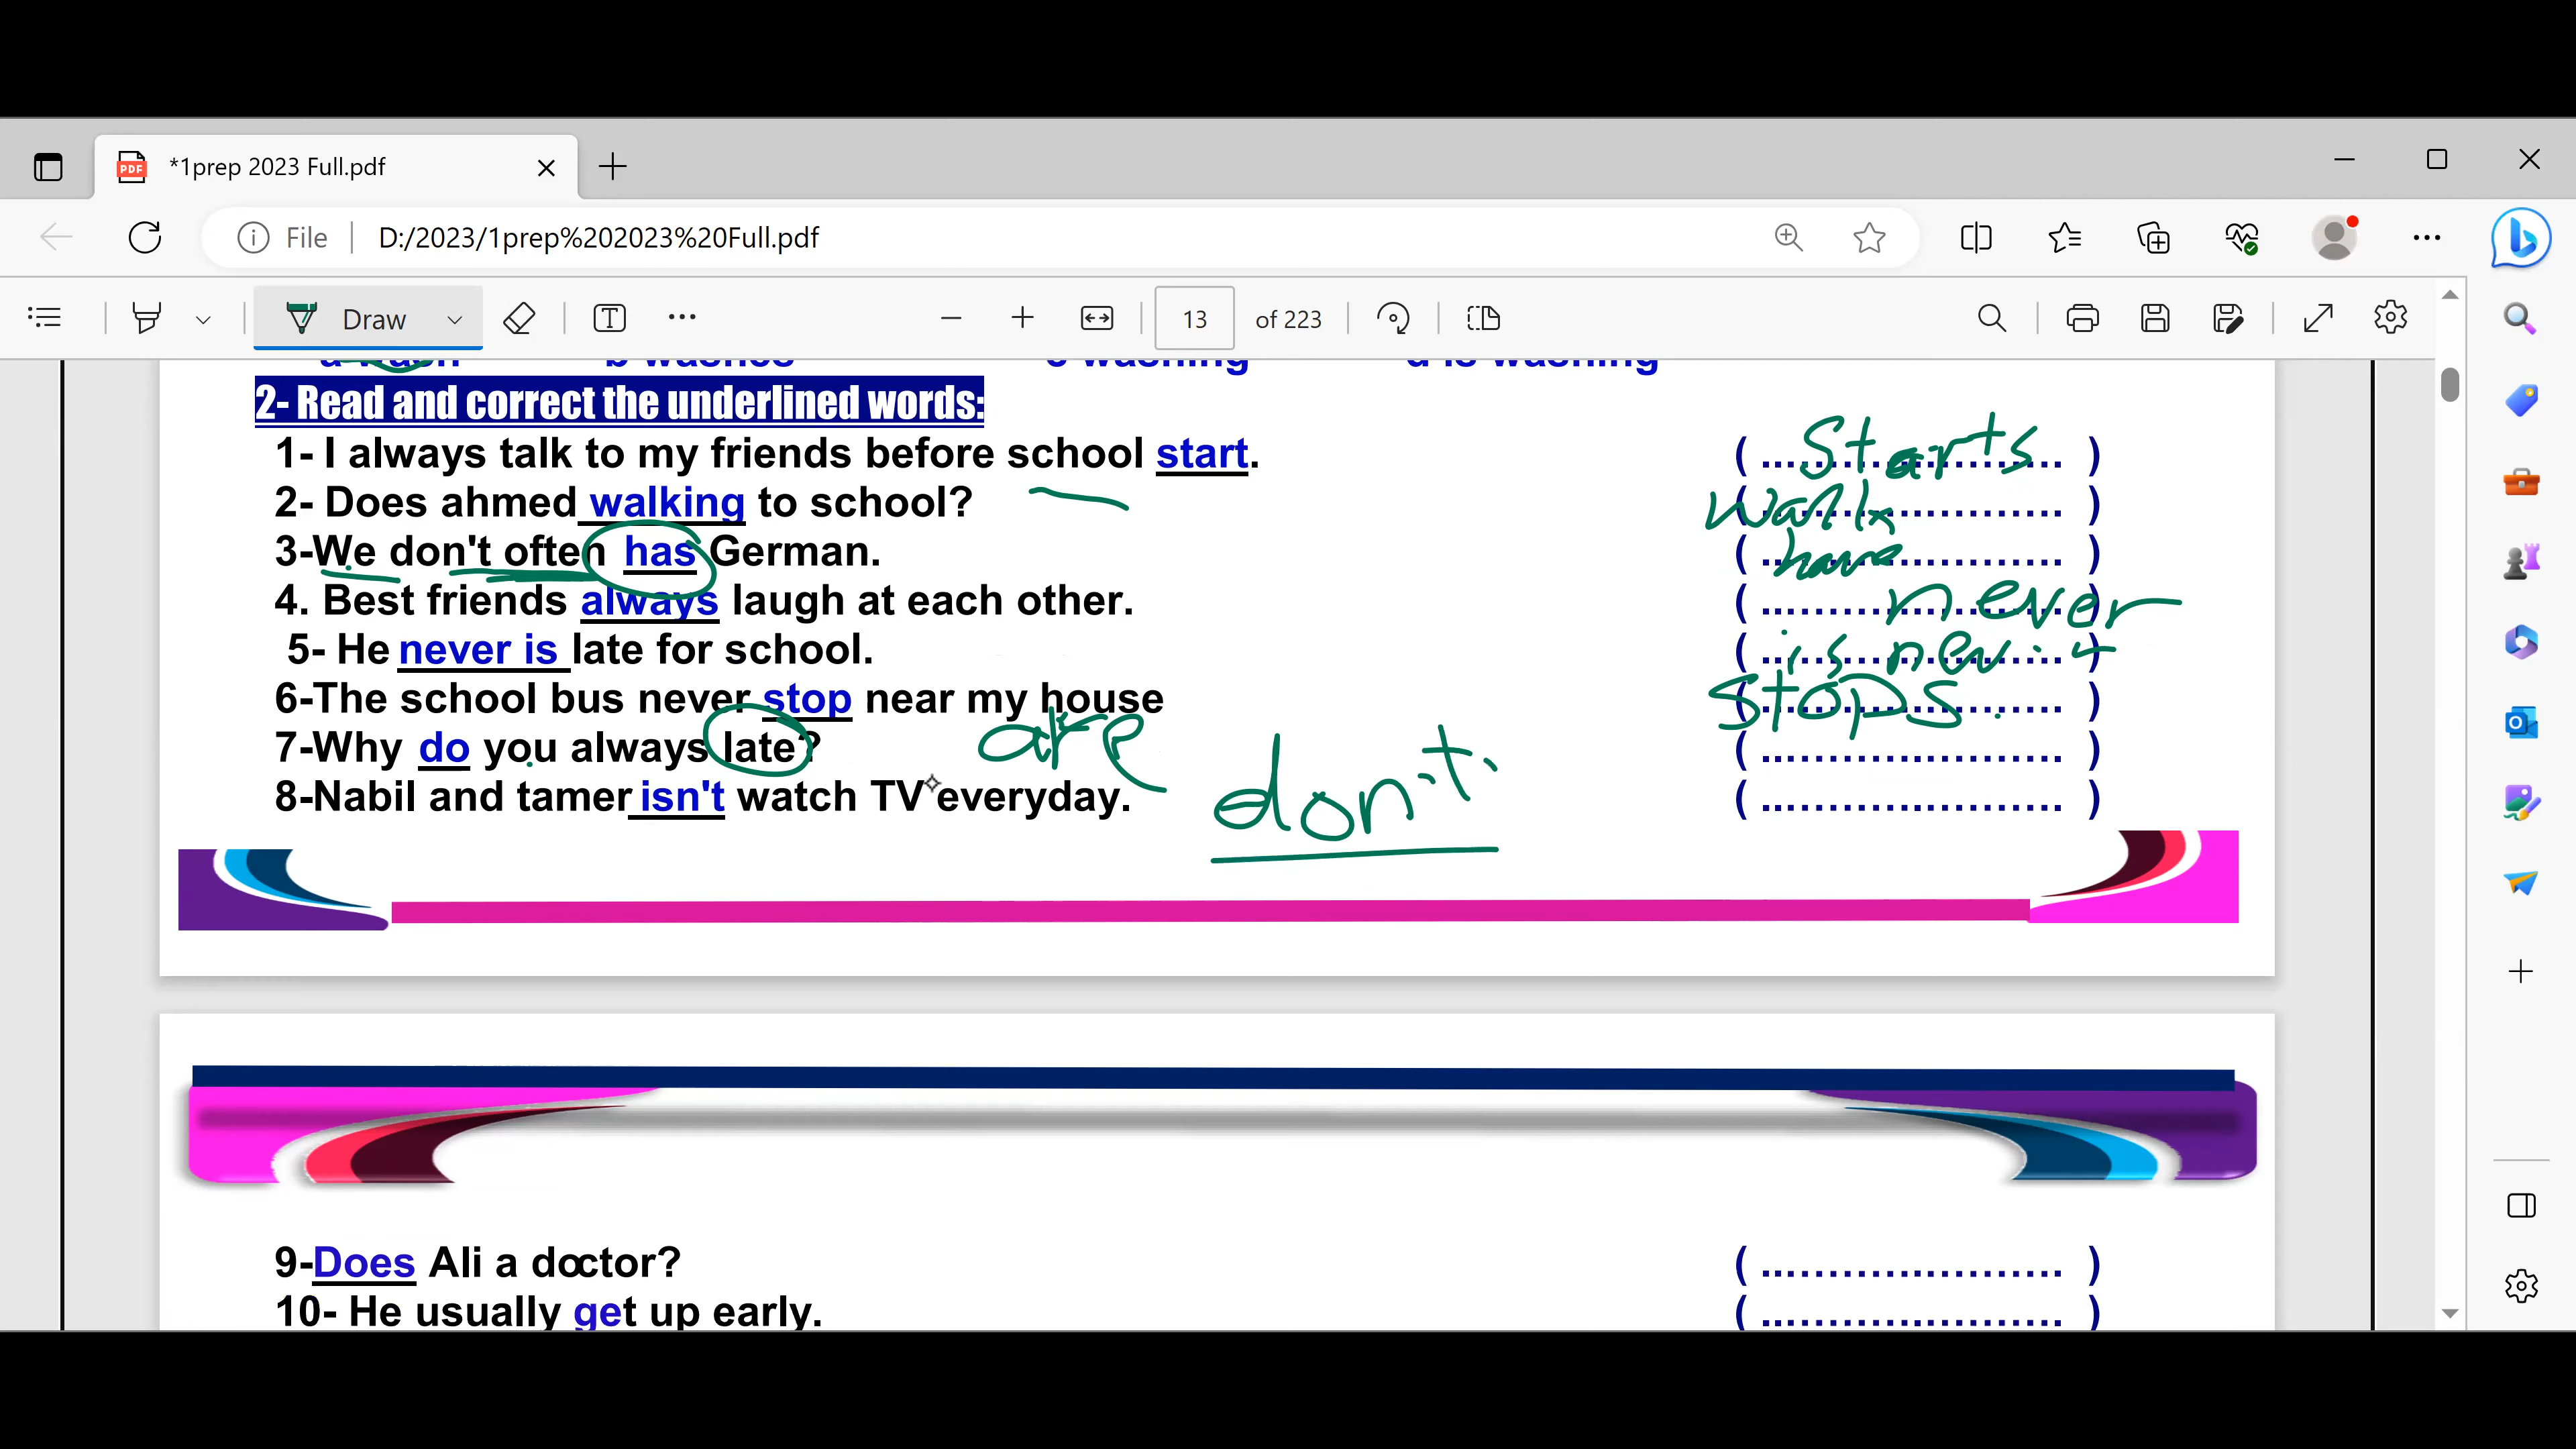 *1prep 2023 Full.pdf
File D:/2023/1prep%202023%20Full.pdf
Draw 13 of 223
2- Read and correct the underlined words:
1- I always talk to my friends before school start. (..................... ) Starts
2- Does ahmed walking to school? (..................... ) walk
3-We don't often has German. (..................... ) have
4. Best friends always laugh at each other. (..................... ) never
5- He never is late for school. (..................... ) is never
6-The school bus never stop near my house (..................... ) Stops.
7-Why do you always late? are (..................... )
8-Nabil and tamer isn't watch TV everyday. don't (..................... )
9-Does Ali a doctor? (..................... )
10- He usually get up early. (..................... )